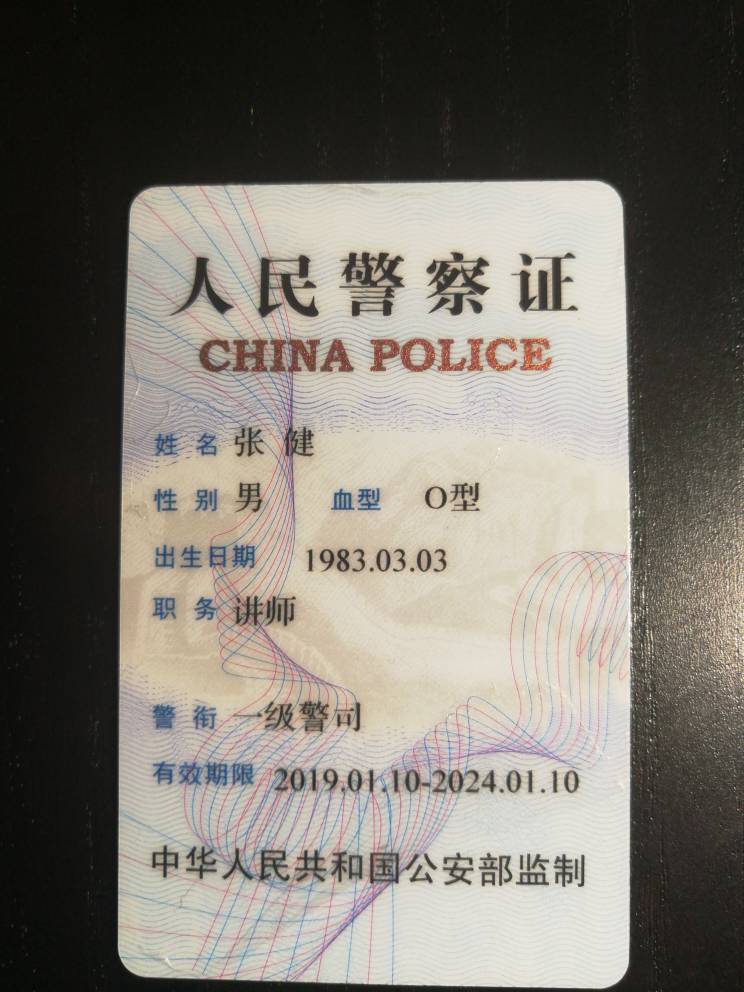 人民警察证
CHINA POLICE
姓名 张健
性别 男 血型 O型
出生日期 1983.03.03
职务 讲师
警衔 一级警司
有效期限 2019.01.10-2024.01.10
中华人民共和国公安部监制